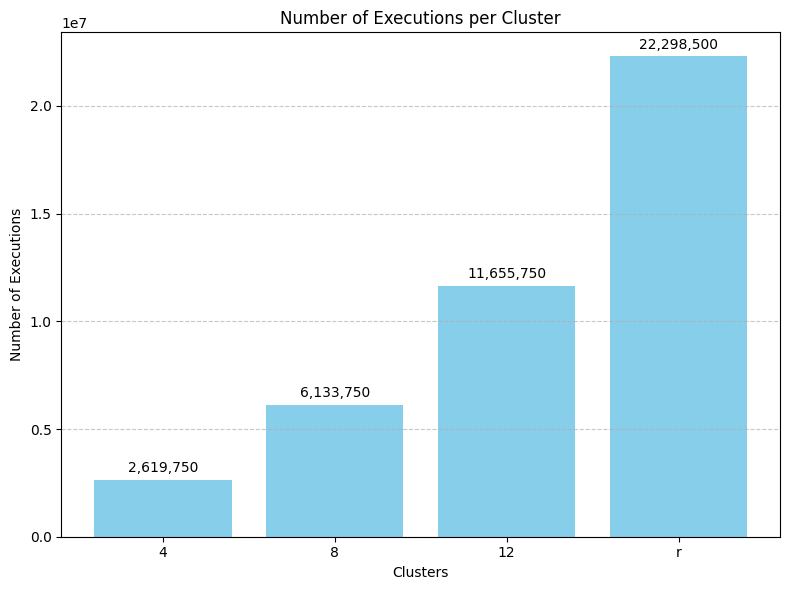 Number of Executions per Cluster
1e7
22,298,500
2.0
1.5
11,655,750
1.0
6,133,750
0.5
2,619,750
0.0
4 8 12 r
Number of Executions
Clusters